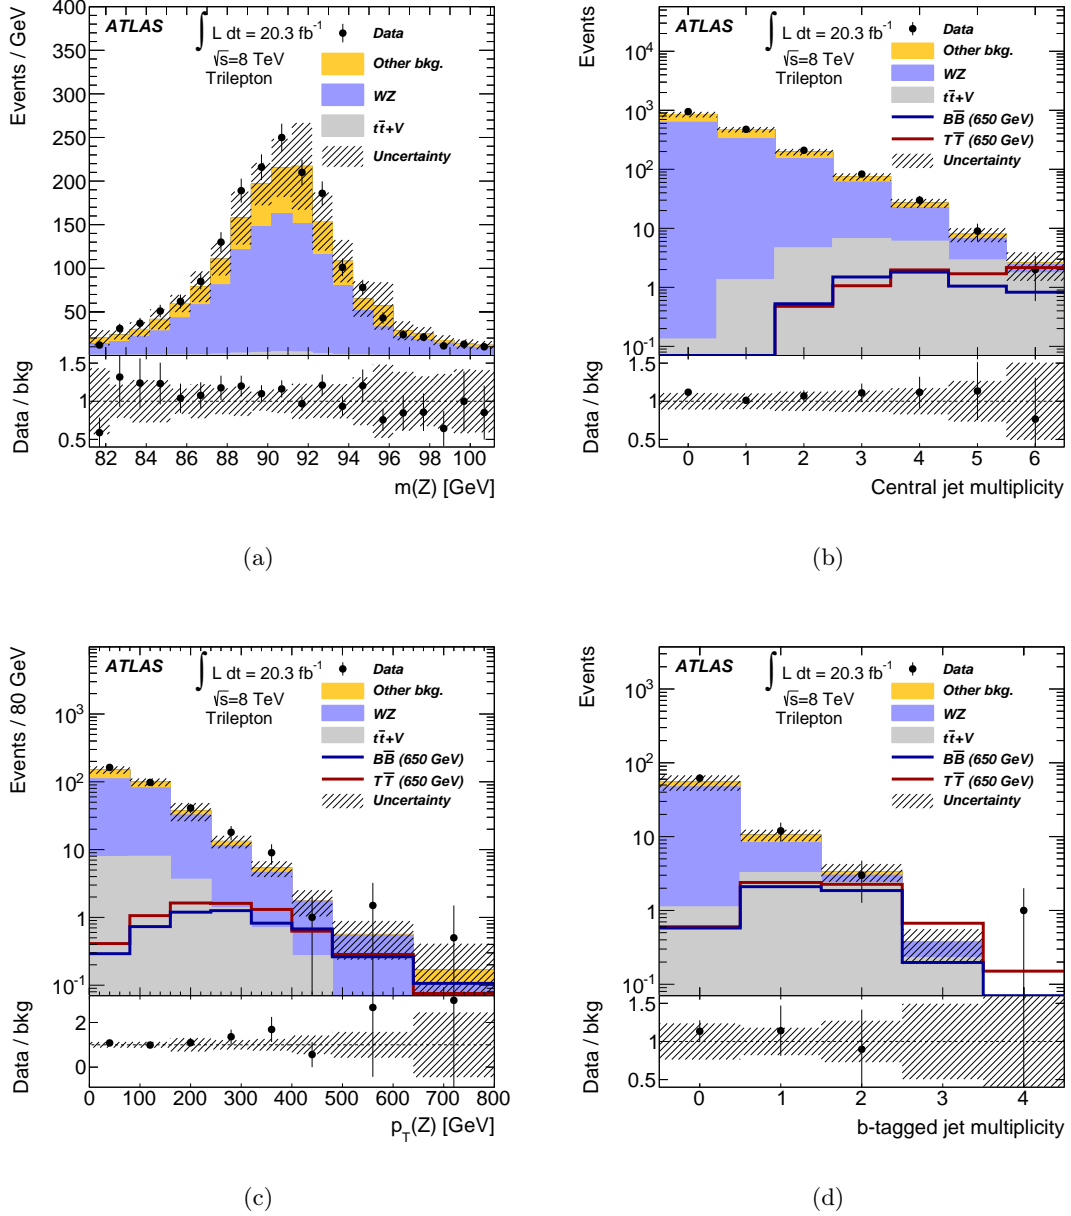 ATLAS
∫ L dt = 20.3 fb⁻¹
√s=8 TeV
Trilepton
Data
Other bkg.
WZ
tt̅+V
Uncertainty
Events / GeV
400
350
300
250
200
150
100
50
Data / bkg
1.5
1
0.5
82 84 86 88 90 92 94 96 98 100
m(Z) [GeV]
(a)
ATLAS
∫ L dt = 20.3 fb⁻¹
√s=8 TeV
Trilepton
Data
Other bkg.
WZ
tt̅+V
BB̅ (650 GeV)
TT̅ (650 GeV)
Uncertainty
Events
10⁴
10³
10²
10
1
10⁻¹
Data / bkg
1.5
1
0.5
0 1 2 3 4 5 6
Central jet multiplicity
(b)
ATLAS
∫ L dt = 20.3 fb⁻¹
√s=8 TeV
Trilepton
Data
Other bkg.
WZ
tt̅+V
BB̅ (650 GeV)
TT̅ (650 GeV)
Uncertainty
Events / 80 GeV
10³
10²
10
1
10⁻¹
Data / bkg
2
0
0 100 200 300 400 500 600 700 800
p_T(Z) [GeV]
(c)
ATLAS
∫ L dt = 20.3 fb⁻¹
√s=8 TeV
Trilepton
Data
Other bkg.
WZ
tt̅+V
BB̅ (650 GeV)
TT̅ (650 GeV)
Uncertainty
Events
10³
10²
10
1
10⁻¹
Data / bkg
1.5
1
0.5
0 1 2 3 4
b-tagged jet multiplicity
(d)